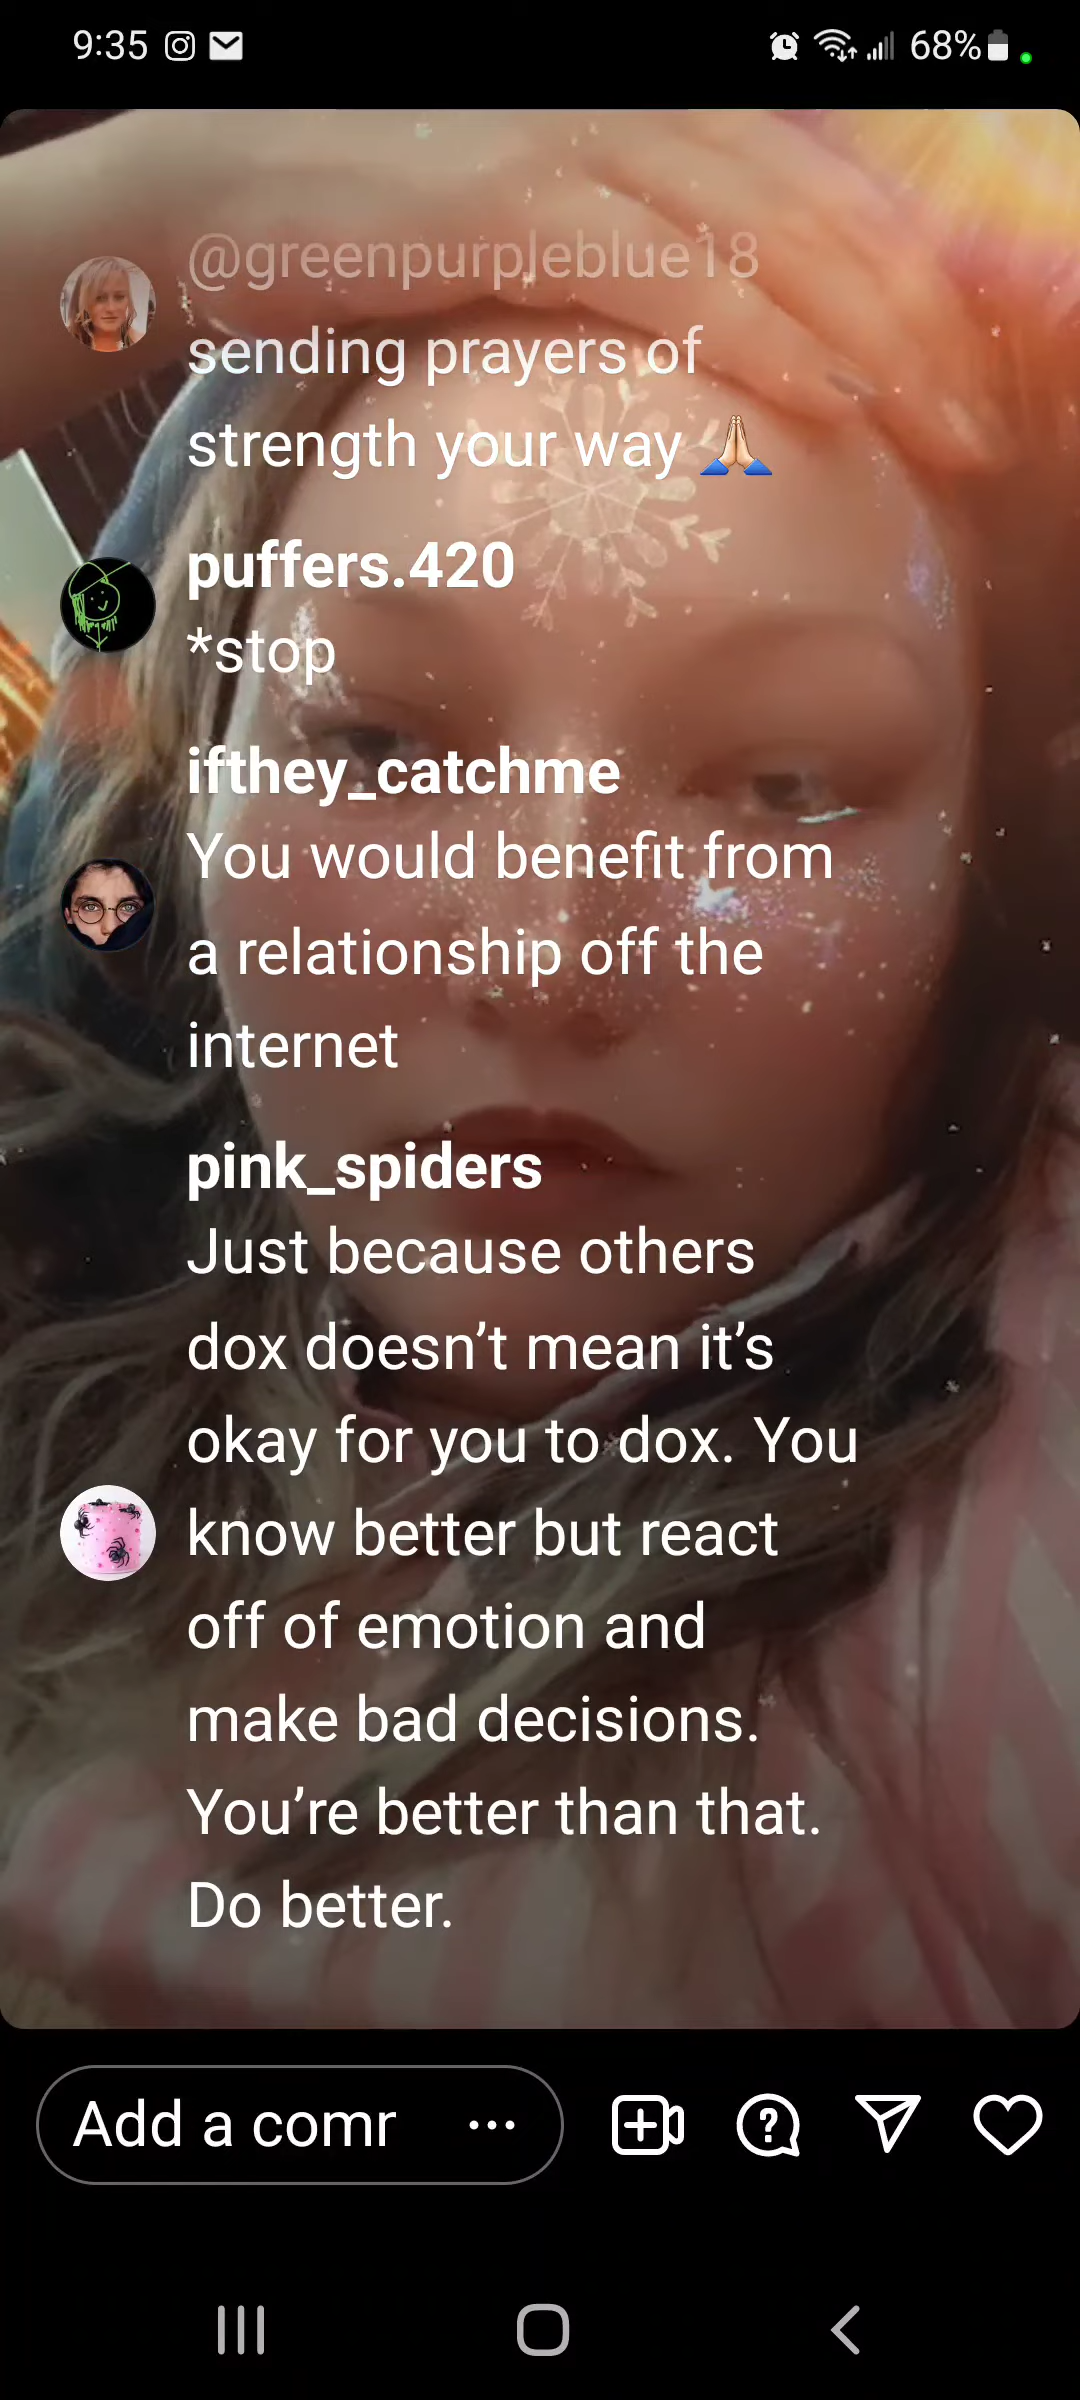 9:35
68%
@greenpurpleblue18
sending prayers of
strength your way 🙏🏻
puffers.420
*stop
ifthey_catchme
You would benefit from
a relationship off the
internet
pink_spiders
Just because others
dox doesn’t mean it’s
okay for you to dox. You
know better but react
off of emotion and
make bad decisions.
You’re better than that.
Do better.
Add a comr